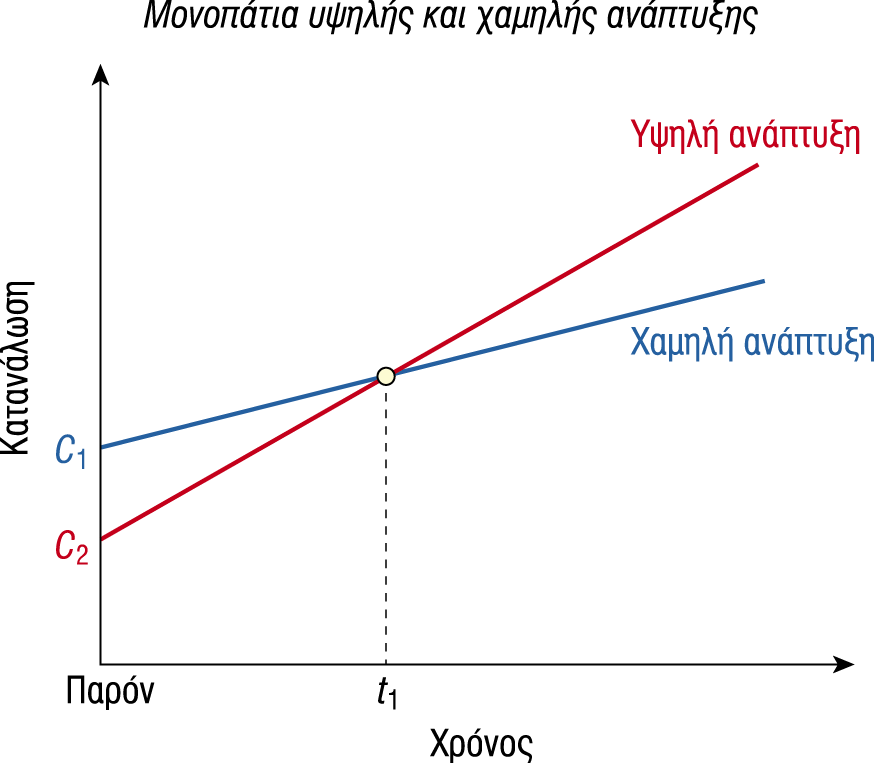 Μονοπάτια υψηλής και χαμηλής ανάπτυξης
Υψηλή ανάπτυξη
Χαμηλή ανάπτυξη
Κατανάλωση
C1
C2
Παρόν
t1
Χρόνος